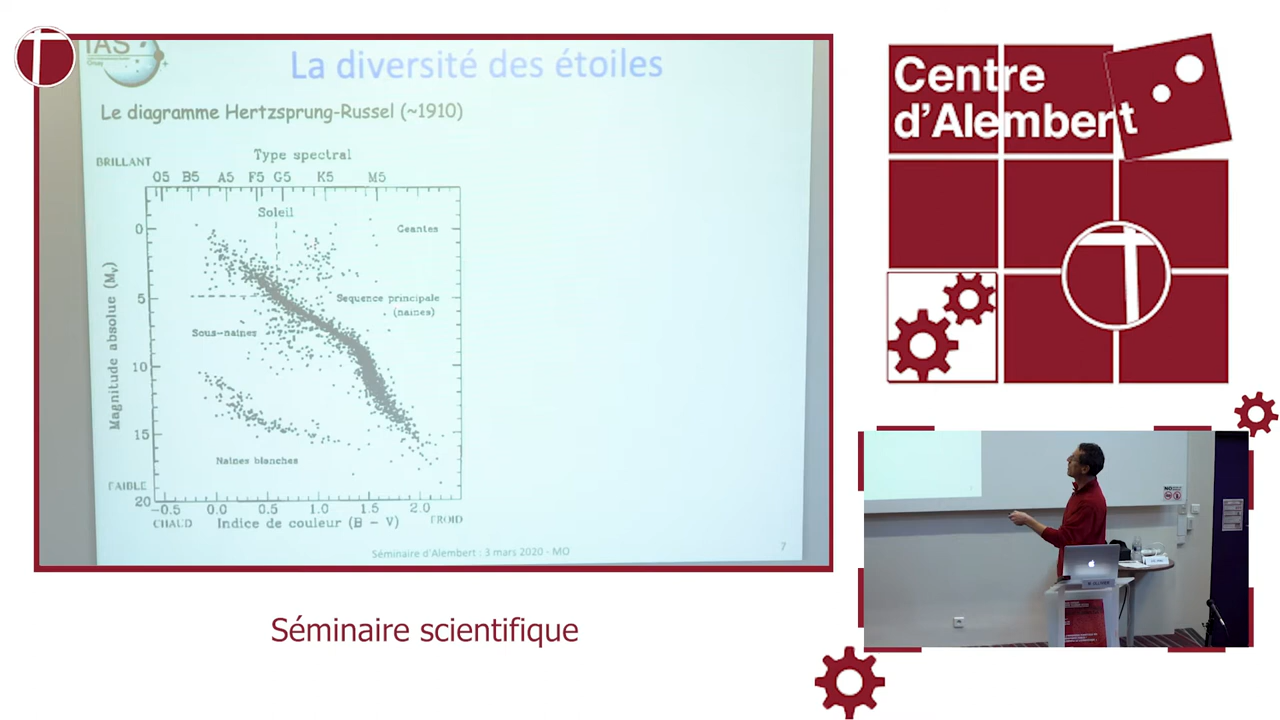 IAS
Orsay
La diversité des étoiles
Le diagramme Hertzsprung-Russel (~1910)
BRILLANT
Type spectral
O5 B5 A5 F5 G5 K5 M5
Soleil
0
Geantes
5
Sequence principale
(naines)
Sous-naines
10
15
Naines blanches
FAIBLE
20
Magnitude absolue (Mv)
-0.5 0.0 0.5 1.0 1.5 2.0
CHAUD
Indice de couleur (B - V)
FROID
Séminaire d'Alembert : 3 mars 2020 - MO
7
Séminaire scientifique
Centre
d'Alembert